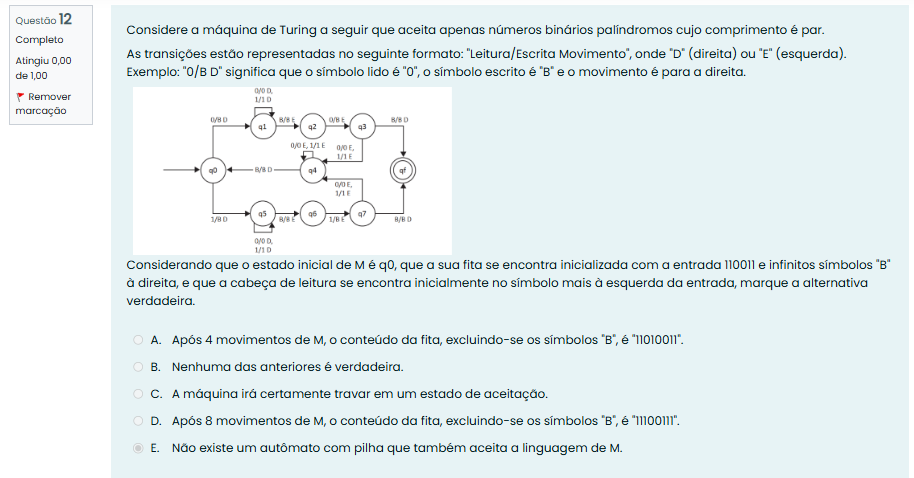 Questão 12
Completo
Atingiu 0,00
de 1,00
Remover
marcação
Considere a máquina de Turing a seguir que aceita apenas números binários palíndromos cujo comprimento é par.
As transições estão representadas no seguinte formato: "Leitura/Escrita Movimento", onde "D" (direita) ou "E" (esquerda).
Exemplo: "0/B D" significa que o símbolo lido é "0", o símbolo escrito é "B" e o movimento é para a direita.
0/0 D,
1/1 D
0/B D
q1
B/B E
q2
0/B E
q3
B/B D
0/0 E, 1/1 E
0/0 E,
1/1 E
q0
B/B D
q4
qf
0/0 E,
1/1 E
1/B D
q5
B/B E
q6
1/B E
q7
B/B D
0/0 D,
1/1 D
Considerando que o estado inicial de M é q0, que a sua fita se encontra inicializada com a entrada 110011 e infinitos símbolos "B"
à direita, e que a cabeça de leitura se encontra inicialmente no símbolo mais à esquerda da entrada, marque a alternativa
verdadeira.
A. Após 4 movimentos de M, o conteúdo da fita, excluindo-se os símbolos "B", é "11010011".
B. Nenhuma das anteriores é verdadeira.
C. A máquina irá certamente travar em um estado de aceitação.
D. Após 8 movimentos de M, o conteúdo da fita, excluindo-se os símbolos "B", é "11100111".
E. Não existe um autômato com pilha que também aceita a linguagem de M.